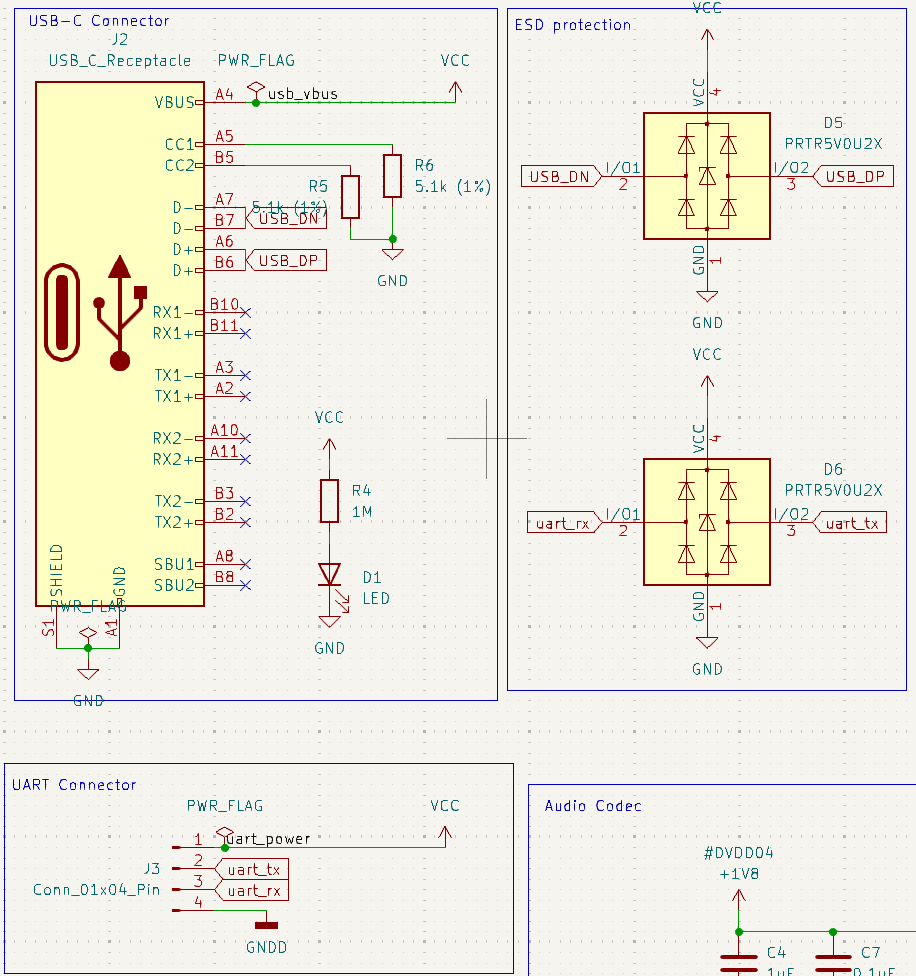 USB-C Connector
J2
USB_C_Receptacle
PWR_FLAG
VCC
VBUS
A4
usb_vbus
CC1
A5
CC2
B5
R5
5.1k (1%)
R6
5.1k (1%)
D-
A7
D-
B7
USB_DN
D+
A6
D+
B6
USB_DP
GND
RX1-
B10
RX1+
B11
TX1-
A3
TX1+
A2
RX2-
A10
RX2+
A11
TX2-
B3
TX2+
B2
SBU1
A8
SBU2
B8
SHIELD
GND
PWR_FLAG
S1
A1
GND
VCC
R4
1M
D1
LED
GND
ESD protection
VCC
VCC
4
D5
PRTR5V0U2X
USB_DN
I/O1
2
I/O2
3
USB_DP
GND
1
GND
VCC
VCC
4
D6
PRTR5V0U2X
uart_rx
I/O1
2
I/O2
3
uart_tx
GND
1
GND
UART Connector
PWR_FLAG
VCC
1
uart_power
J3
2
uart_tx
Conn_01x04_Pin
3
uart_rx
4
GNDD
Audio Codec
#DVDD04
+1V8
C4
1uF
C7
0.1uF